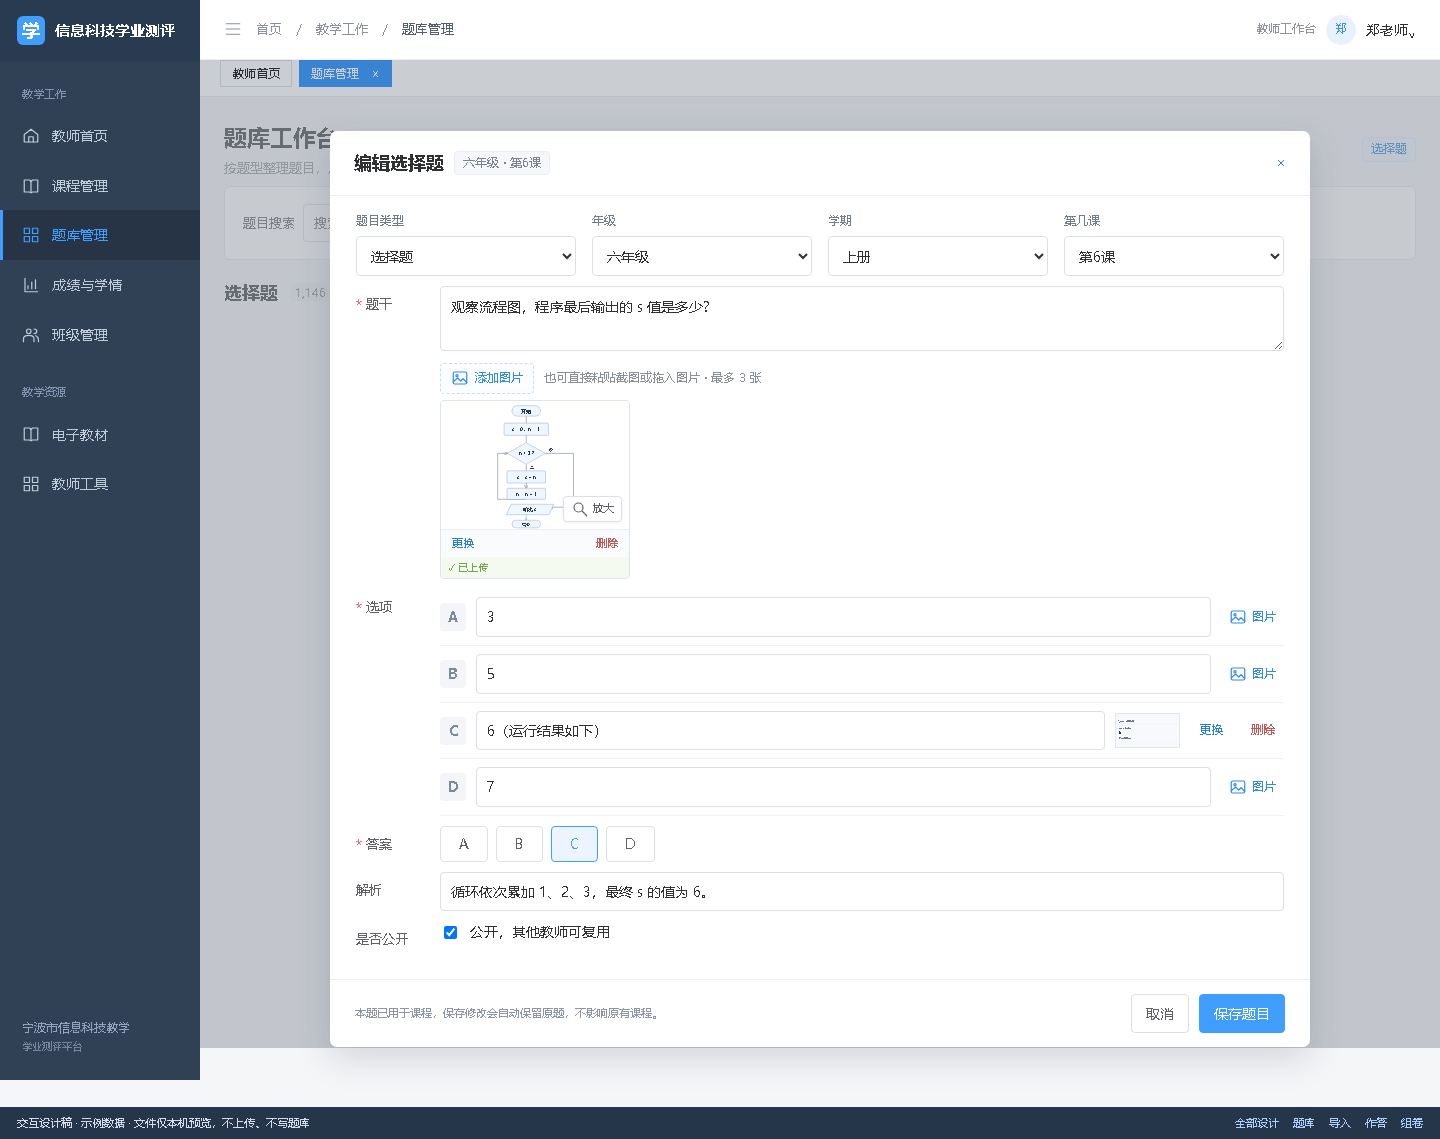 学 信息科技学业测评
首页 / 教学工作 / 题库管理
教师工作台 郑 郑老师
教学工作
教师首页
课程管理
题库管理
成绩与学情
班级管理
教学资源
电子教材
教师工具
宁波市信息科技教学
学业测评平台
教师首页 题库管理 ×
题库工作台
按题型整理题目,
选择题
题目搜索
选择题 1,146
编辑选择题 六年级 · 第6课 ×
题目类型 年级 学期 第几课
选择题 六年级 上册 第6课
* 题干
观察流程图，程序最后输出的 s 值是多少？
添加图片 也可直接粘贴截图或拖入图片 · 最多 3 张
开始
放大
更换 删除
✓ 已上传
* 选项
A 3 图片
B 5 图片
C 6（运行结果如下） 更换 删除
D 7 图片
* 答案 A B C D
解析 循环依次累加 1、2、3，最终 s 的值为 6。
是否公开 公开，其他教师可复用
本题已用于课程，保存修改会自动保留原题，不影响原有课程。
取消 保存题目
交互设计稿 · 示例数据 · 文件仅本机预览，不上传、不写题库
全部设计 题库 导入 作答 组卷